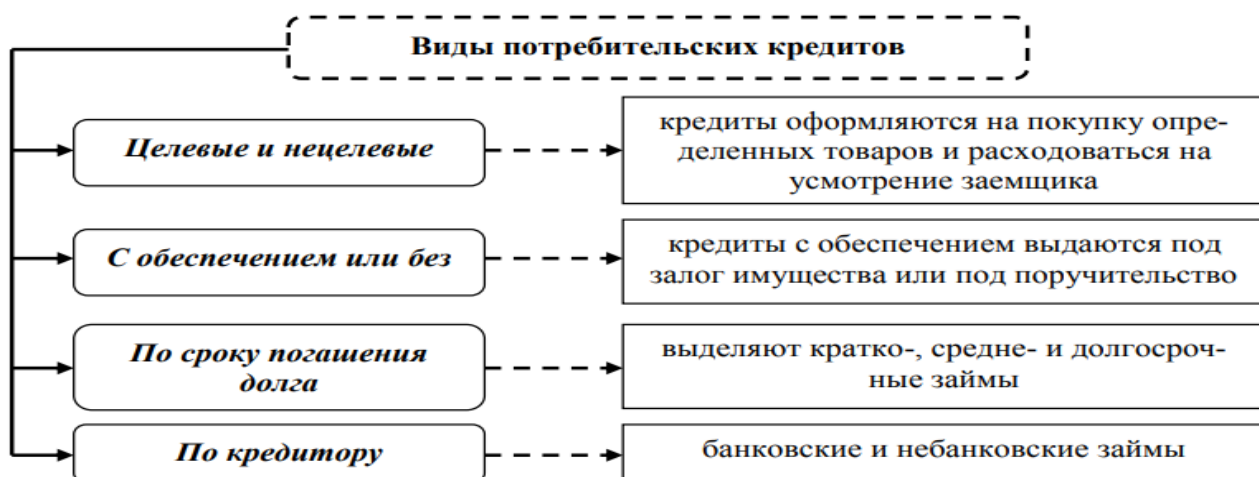 Виды потребительских кредитов
Целевые и нецелевые
кредиты оформляются на покупку опре-
деленных товаров и расходоваться на
усмотрение заемщика
С обеспечением или без
кредиты с обеспечением выдаются под
залог имущества или под поручительство
По сроку погашения
долга
выделяют кратко-, средне- и долгосроч-
ные займы
По кредитору
банковские и небанковские займы